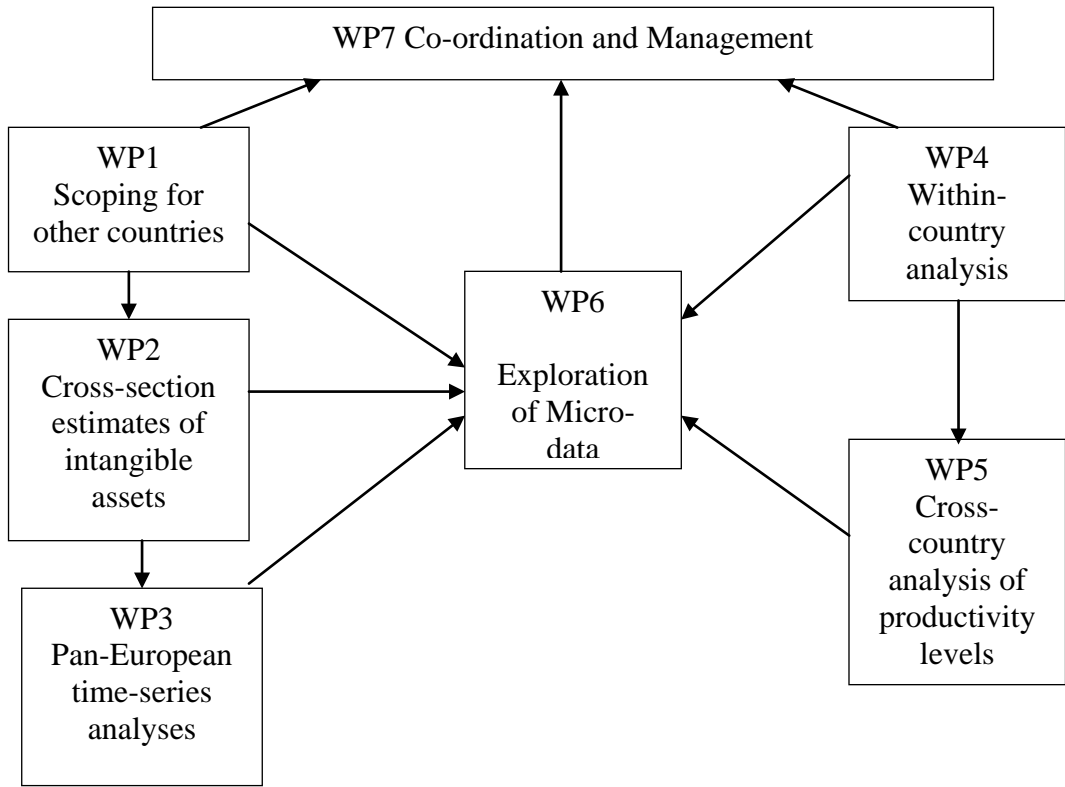 WP7 Co-ordination and Management
WP1
Scoping for
other countries
WP2
Cross-section
estimates of
intangible
assets
WP3
Pan-European
time-series
analyses
WP6
Exploration
of Micro-
data
WP4
Within-
country
analysis
WP5
Cross-
country
analysis of
productivity
levels